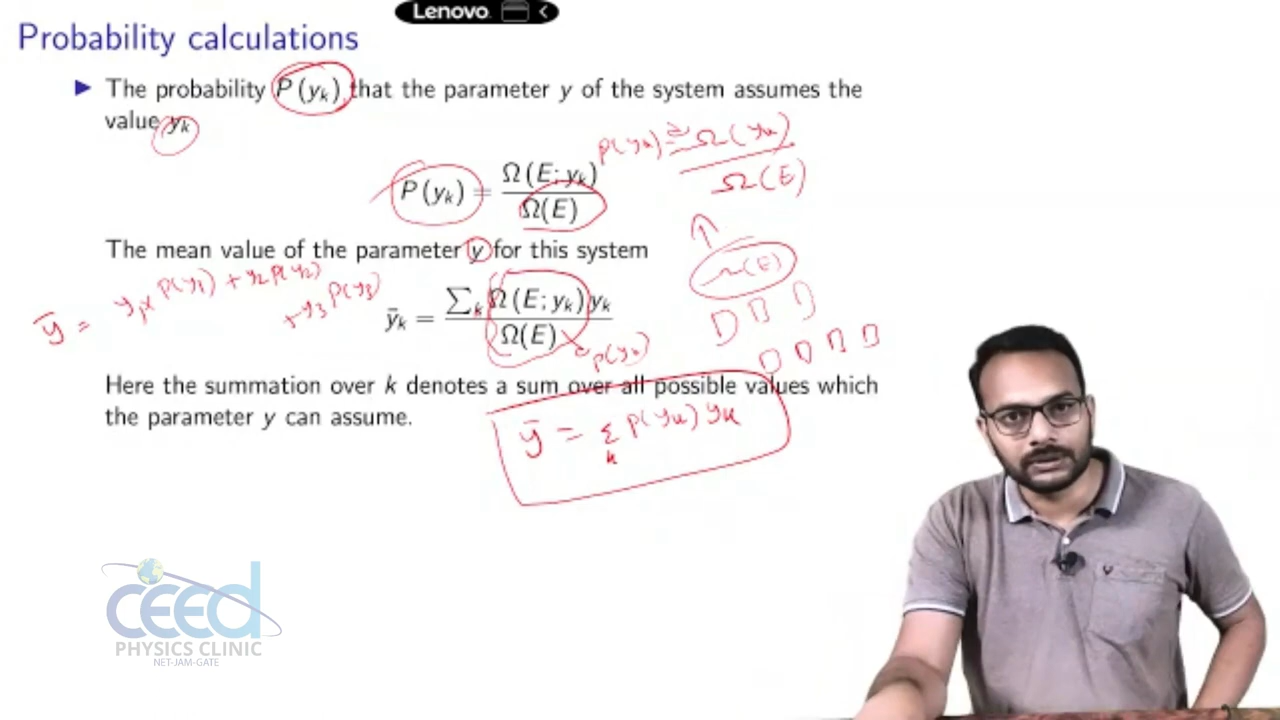 Lenovo
Probability calculations
▶ The probability P(yₖ) that the parameter y of the system assumes the
value yₖ
P(yₖ) ≅ Ω(yₖ) / Ω(E)
P(yₖ) = Ω(E; yₖ) / Ω(E)
Ω(E)
The mean value of the parameter y for this system
ȳ = y₁ × P(y₁) + y₂ P(y₂)
+ y₃ P(y₃)
ȳₖ = ∑ₖ Ω(E; yₖ)yₖ / Ω(E)
P(yₖ)
Here the summation over k denotes a sum over all possible values which
the parameter y can assume.
ȳ = Σₖ P(yₖ) yₖ
ceed
PHYSICS CLINIC
NET-JAM-GATE